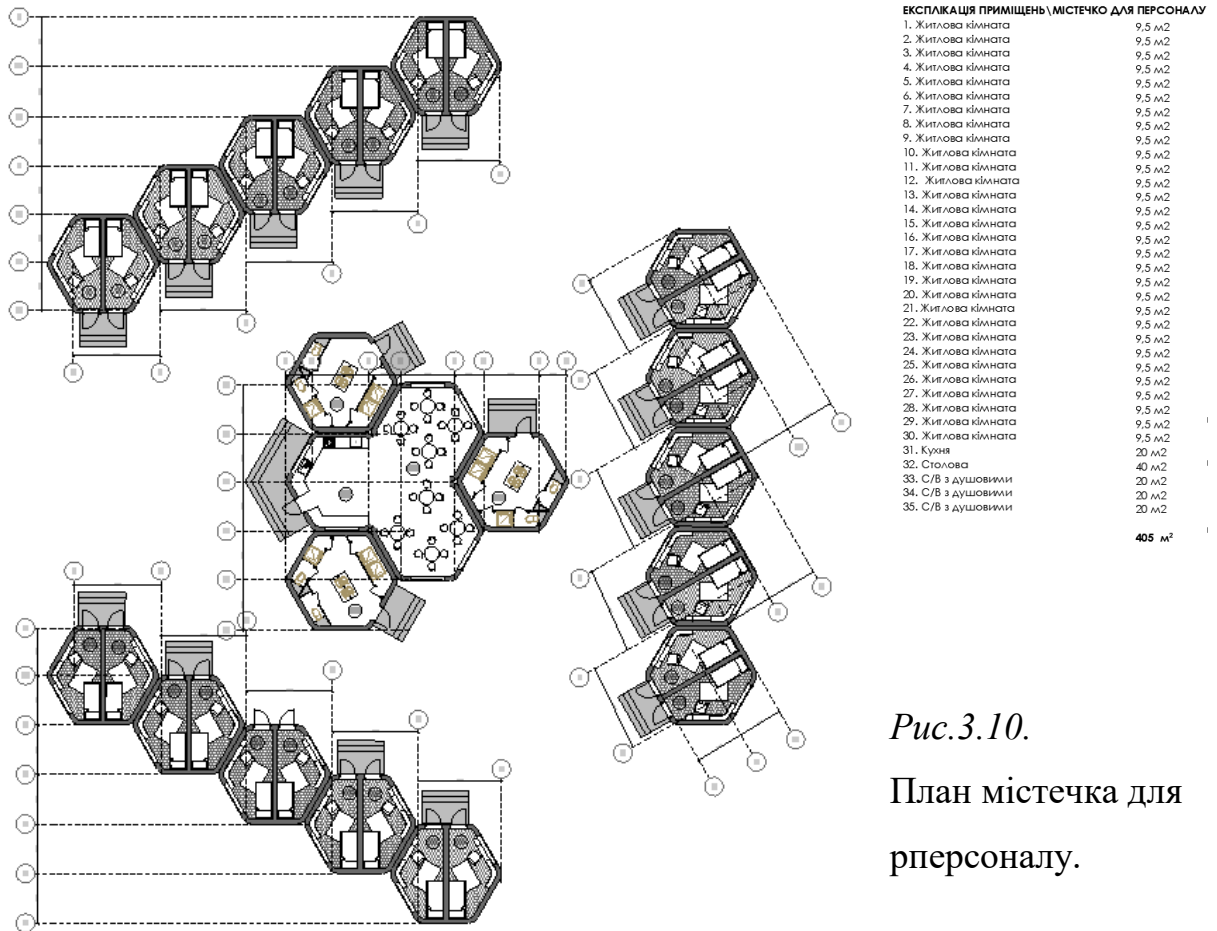 ЕКСПЛІКАЦІЯ ПРИМІЩЕНЬ\МІСТЕЧКО ДЛЯ ПЕРСОНАЛУ
1. Житлова кімната 9,5 м2
2. Житлова кімната 9,5 м2
3. Житлова кімната 9,5 м2
4. Житлова кімната 9,5 м2
5. Житлова кімната 9,5 м2
6. Житлова кімната 9,5 м2
7. Житлова кімната 9,5 м2
8. Житлова кімната 9,5 м2
9. Житлова кімната 9,5 м2
10. Житлова кімната 9,5 м2
11. Житлова кімната 9,5 м2
12. Житлова кімната 9,5 м2
13. Житлова кімната 9,5 м2
14. Житлова кімната 9,5 м2
15. Житлова кімната 9,5 м2
16. Житлова кімната 9,5 м2
17. Житлова кімната 9,5 м2
18. Житлова кімната 9,5 м2
19. Житлова кімната 9,5 м2
20. Житлова кімната 9,5 м2
21. Житлова кімната 9,5 м2
22. Житлова кімната 9,5 м2
23. Житлова кімната 9,5 м2
24. Житлова кімната 9,5 м2
25. Житлова кімната 9,5 м2
26. Житлова кімната 9,5 м2
27. Житлова кімната 9,5 м2
28. Житлова кімната 9,5 м2
29. Житлова кімната 9,5 м2
30. Житлова кімната 9,5 м2
31. Кухня 20 м2
32. Столова 40 м2
33. С/В з душовими 20 м2
34. С/В з душовими 20 м2
35. С/В з душовими 20 м2
405 м²
Рис.3.10.
План містечка для
рперсоналу.